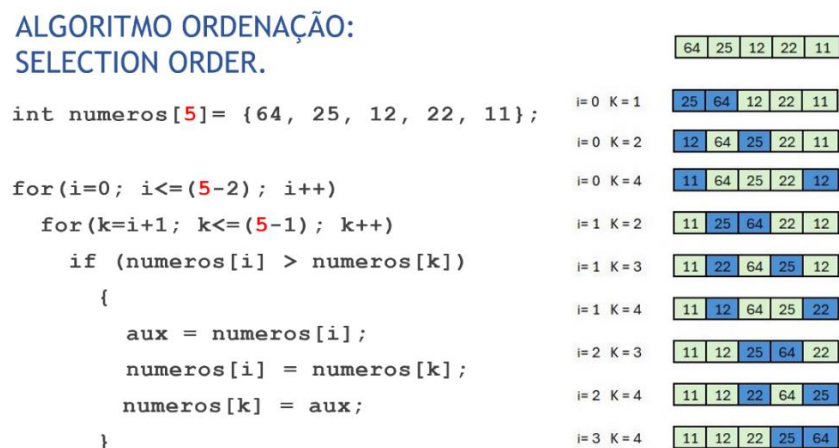 ALGORITMO ORDENAÇÃO:
SELECTION ORDER.
int numeros[5]= {64, 25, 12, 22, 11};
for(i=0; i<=(5-2); i++)
for(k=i+1; k<=(5-1); k++)
if (numeros[i] > numeros[k])
{
aux = numeros[i];
numeros[i] = numeros[k];
numeros[k] = aux;
}
64 25 12 22 11
i= 0 K = 1 25 64 12 22 11
i= 0 K = 2 12 64 25 22 11
i= 0 K = 4 11 64 25 22 12
i= 1 K = 2 11 25 64 22 12
i= 1 K = 3 11 22 64 25 12
i= 1 K = 4 11 12 64 25 22
i= 2 K = 3 11 12 25 64 22
i= 2 K = 4 11 12 22 64 25
i= 3 K = 4 11 12 22 25 64